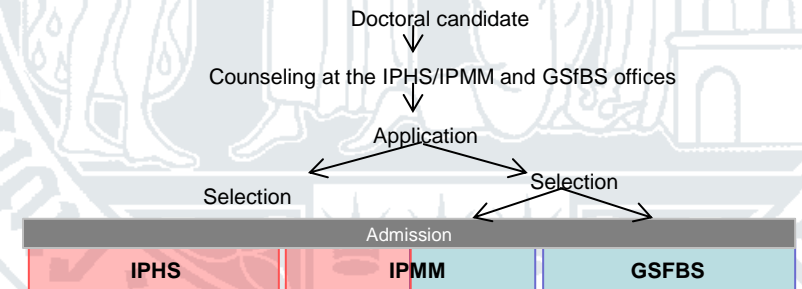 Doctoral candidate
Counseling at the IPHS/IPMM and GSfBS offices
Application
Selection
Selection
Admission
IPHS
IPMM
GSFBS